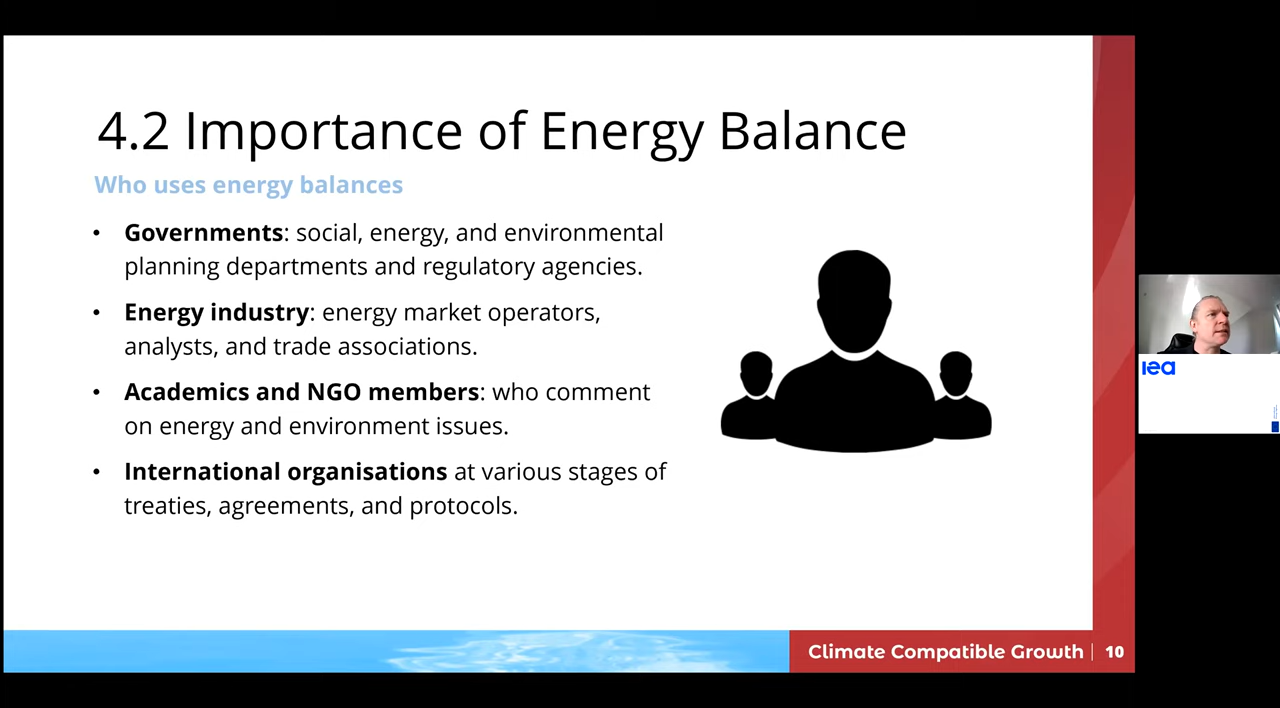 4.2 Importance of Energy Balance
Who uses energy balances
• Governments: social, energy, and environmental
planning departments and regulatory agencies.
• Energy industry: energy market operators,
analysts, and trade associations.
• Academics and NGO members: who comment
on energy and environment issues.
• International organisations at various stages of
treaties, agreements, and protocols.
Climate Compatible Growth | 10
iea